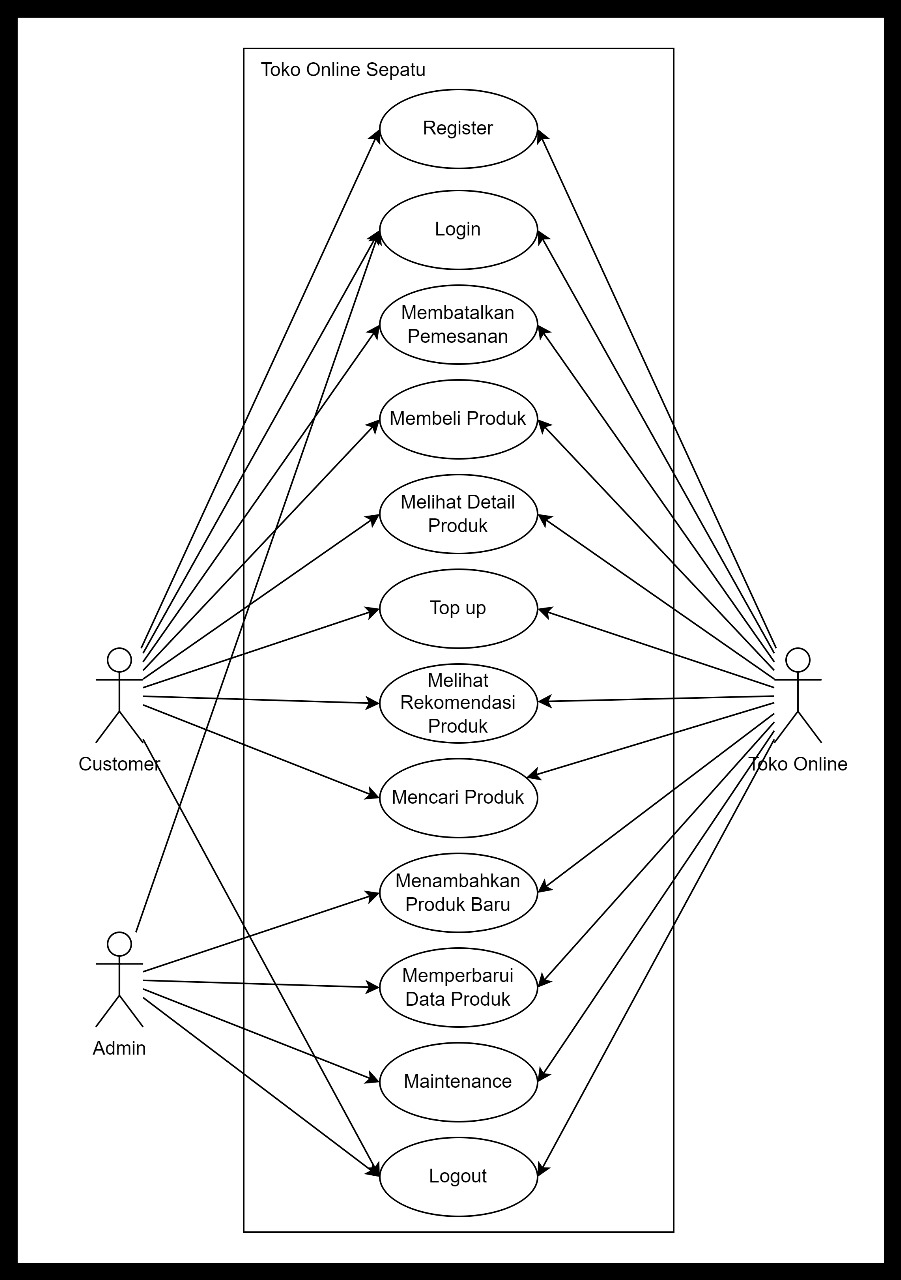 Toko Online Sepatu
Register
Login
Membatalkan
Pemesanan
Membeli Produk
Melihat Detail
Produk
Top up
Melihat
Rekomendasi
Produk
Customer
Toko Online
Mencari Produk
Menambahkan
Produk Baru
Memperbarui
Data Produk
Admin
Maintenance
Logout